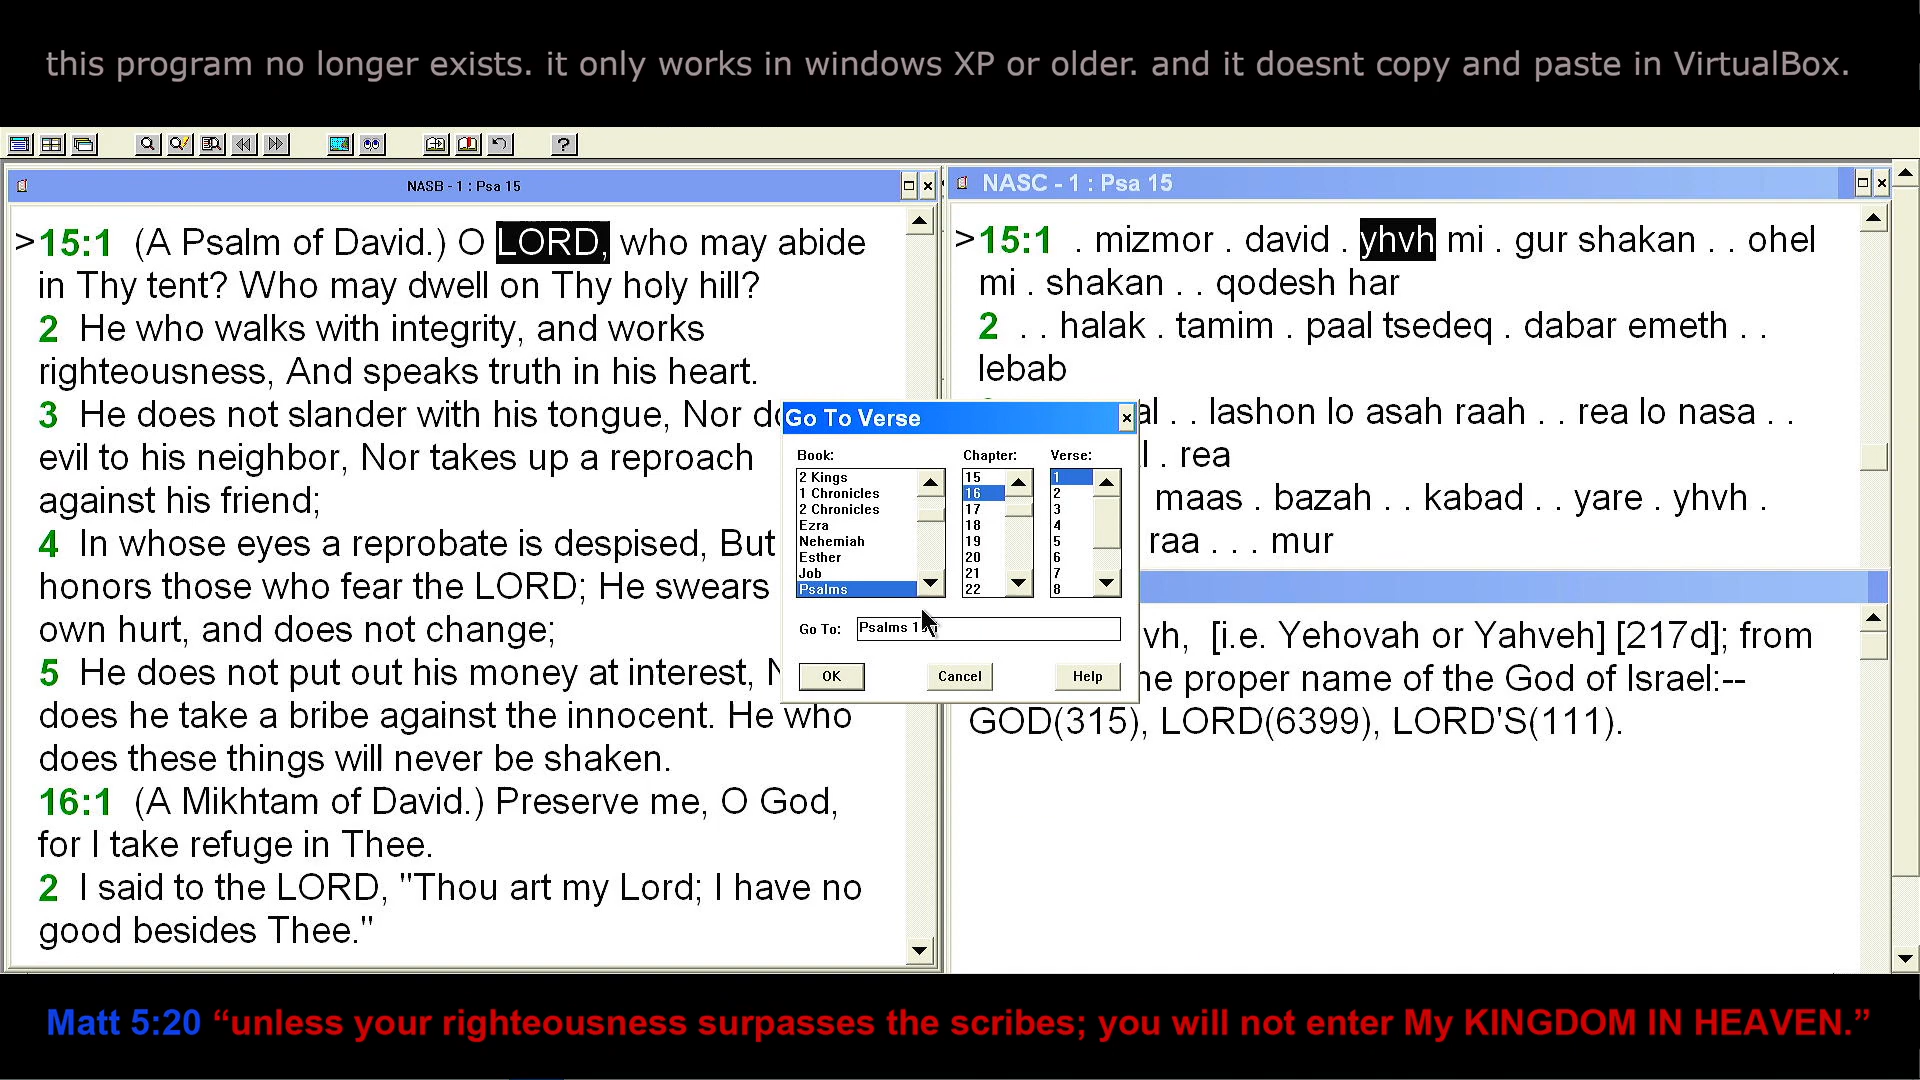 this program no longer exists. it only works in windows XP or older. and it doesnt copy and paste in VirtualBox.
?
NASB - 1 : Psa 15
>15:1 (A Psalm of David.) O LORD, who may abide
in Thy tent? Who may dwell on Thy holy hill?
2 He who walks with integrity, and works
righteousness, And speaks truth in his heart.
3 He does not slander with his tongue, Nor
evil to his neighbor, Nor takes up a reproach
against his friend;
4 In whose eyes a reprobate is despised, But
honors those who fear the LORD; He swears
own hurt, and does not change;
5 He does not put out his money at interest,
does he take a bribe against the innocent. He who
does these things will never be shaken.
16:1 (A Mikhtam of David.) Preserve me, O God,
for I take refuge in Thee.
2 I said to the LORD, "Thou art my Lord; I have no
good besides Thee."
NASC - 1 : Psa 15
>15:1 . mizmor . david . yhvh mi . gur shakan . . ohel
mi . shakan . . qodesh har
2 . . halak . tamim . paal tsedeq . dabar emeth . .
lebab
. . lashon lo asah raah . . rea lo nasa . .
. rea
maas . bazah . . kabad . . yare . yhvh .
raa . . . mur
Go To Verse
Book: Chapter: Verse:
2 Kings 15 1
1 Chronicles 16 2
2 Chronicles 17 3
Ezra 18 4
Nehemiah 19 5
Esther 20 6
Job 21 7
Psalms 22 8
Go To: Psalms
OK Cancel Help
[i.e. Yehovah or Yahveh] [217d]; from
proper name of the God of Israel:--
GOD(315), LORD(6399), LORD'S(111).
Matt 5:20 “unless your righteousness surpasses the scribes; you will not enter My KINGDOM IN HEAVEN.”